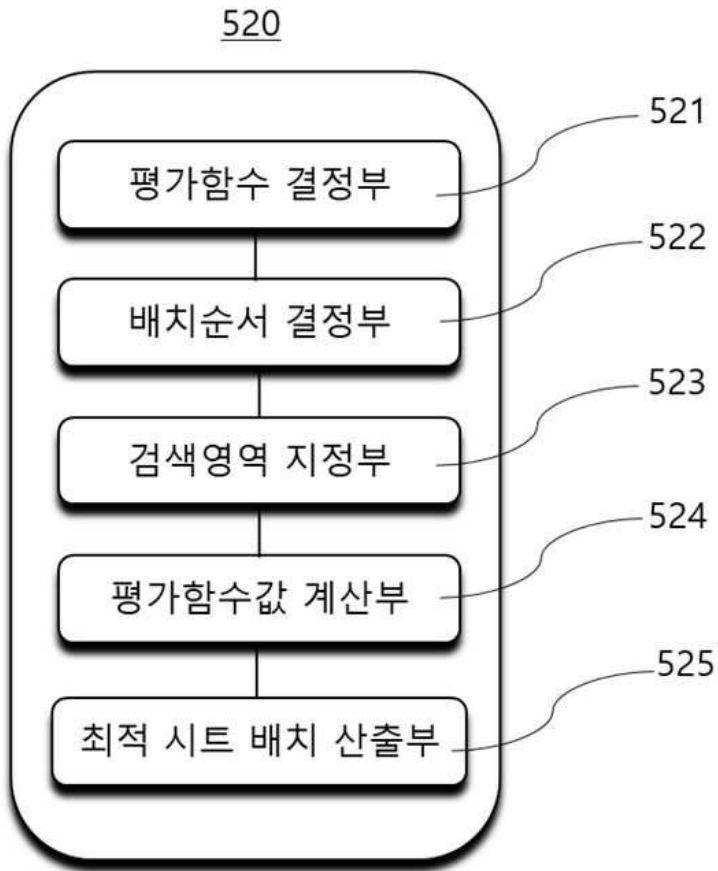 520
평가함수 결정부
521
배치순서 결정부
522
검색영역 지정부
523
평가함수값 계산부
524
최적 시트 배치 산출부
525